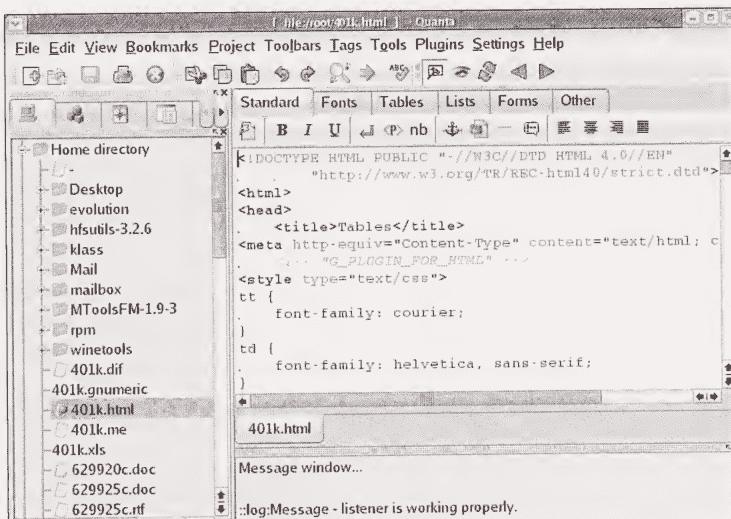 [ file:/root/401k.html ] - Quanta
File Edit View Bookmarks Project Toolbars Tags Tools Plugins Settings Help
ABC
Standard Fonts Tables Lists Forms Other
B I U <P> nb
Home directory
-
Desktop
evolution
hfsutils-3.2.6
klass
Mail
mailbox
MToolsFM-1.9-3
rpm
winetools
401k.dif
401k.gnumeric
401k.html
401k.me
401k.xls
629920c.doc
629925c.doc
629925c.rtf
<!DOCTYPE HTML PUBLIC "-//W3C//DTD HTML 4.0//EN"
"http://www.w3.org/TR/REC-html40/strict.dtd">
<html>
<head>
<title>Tables</title>
<meta http-equiv="Content-Type" content="text/html; c
<!-- "G_PLUGIN_FOR_HTML" -->
<style type="text/css">
tt {
font-family: courier;
}
td {
font-family: helvetica, sans-serif;
}
401k.html
Message window...
::log:Message - listener is working properly.